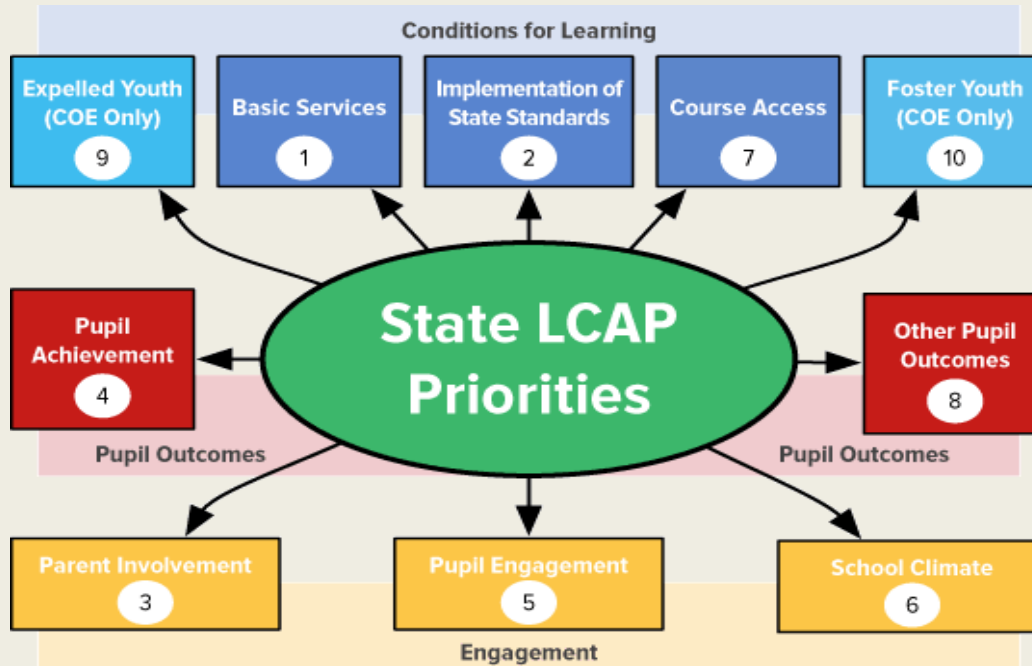 Conditions for Learning
Expelled Youth
(COE Only)
9
Basic Services
1
Implementation of
State Standards
2
Course Access
7
Foster Youth
(COE Only)
10
State LCAP
Priorities
Pupil
Achievement
4
Other Pupil
Outcomes
8
Pupil Outcomes
Pupil Outcomes
Parent Involvement
3
Pupil Engagement
5
School Climate
6
Engagement